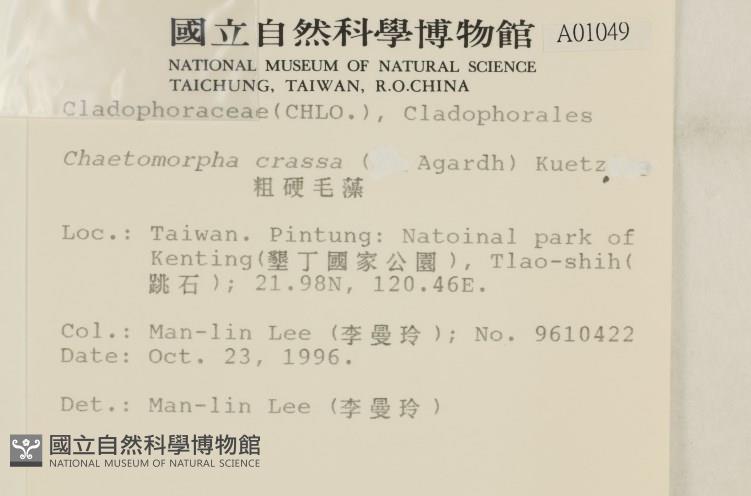 國立自然科學博物館 A01049
NATIONAL MUSEUM OF NATURAL SCIENCE
TAICHUNG, TAIWAN, R.O.CHINA
Cladophoraceae(CHLO.), Cladophorales
Chaetomorpha crassa ( Agardh) Kuetz.
粗硬毛藻
Loc.: Taiwan. Pintung: Natoinal park of
Kenting(墾丁國家公園), Tlao-shih(
跳石); 21.98N, 120.46E.
Col.: Man-lin Lee (李曼玲); No. 9610422
Date: Oct. 23, 1996.
Det.: Man-lin Lee (李曼玲)
國立自然科學博物館
NATIONAL MUSEUM OF NATURAL SCIENCE